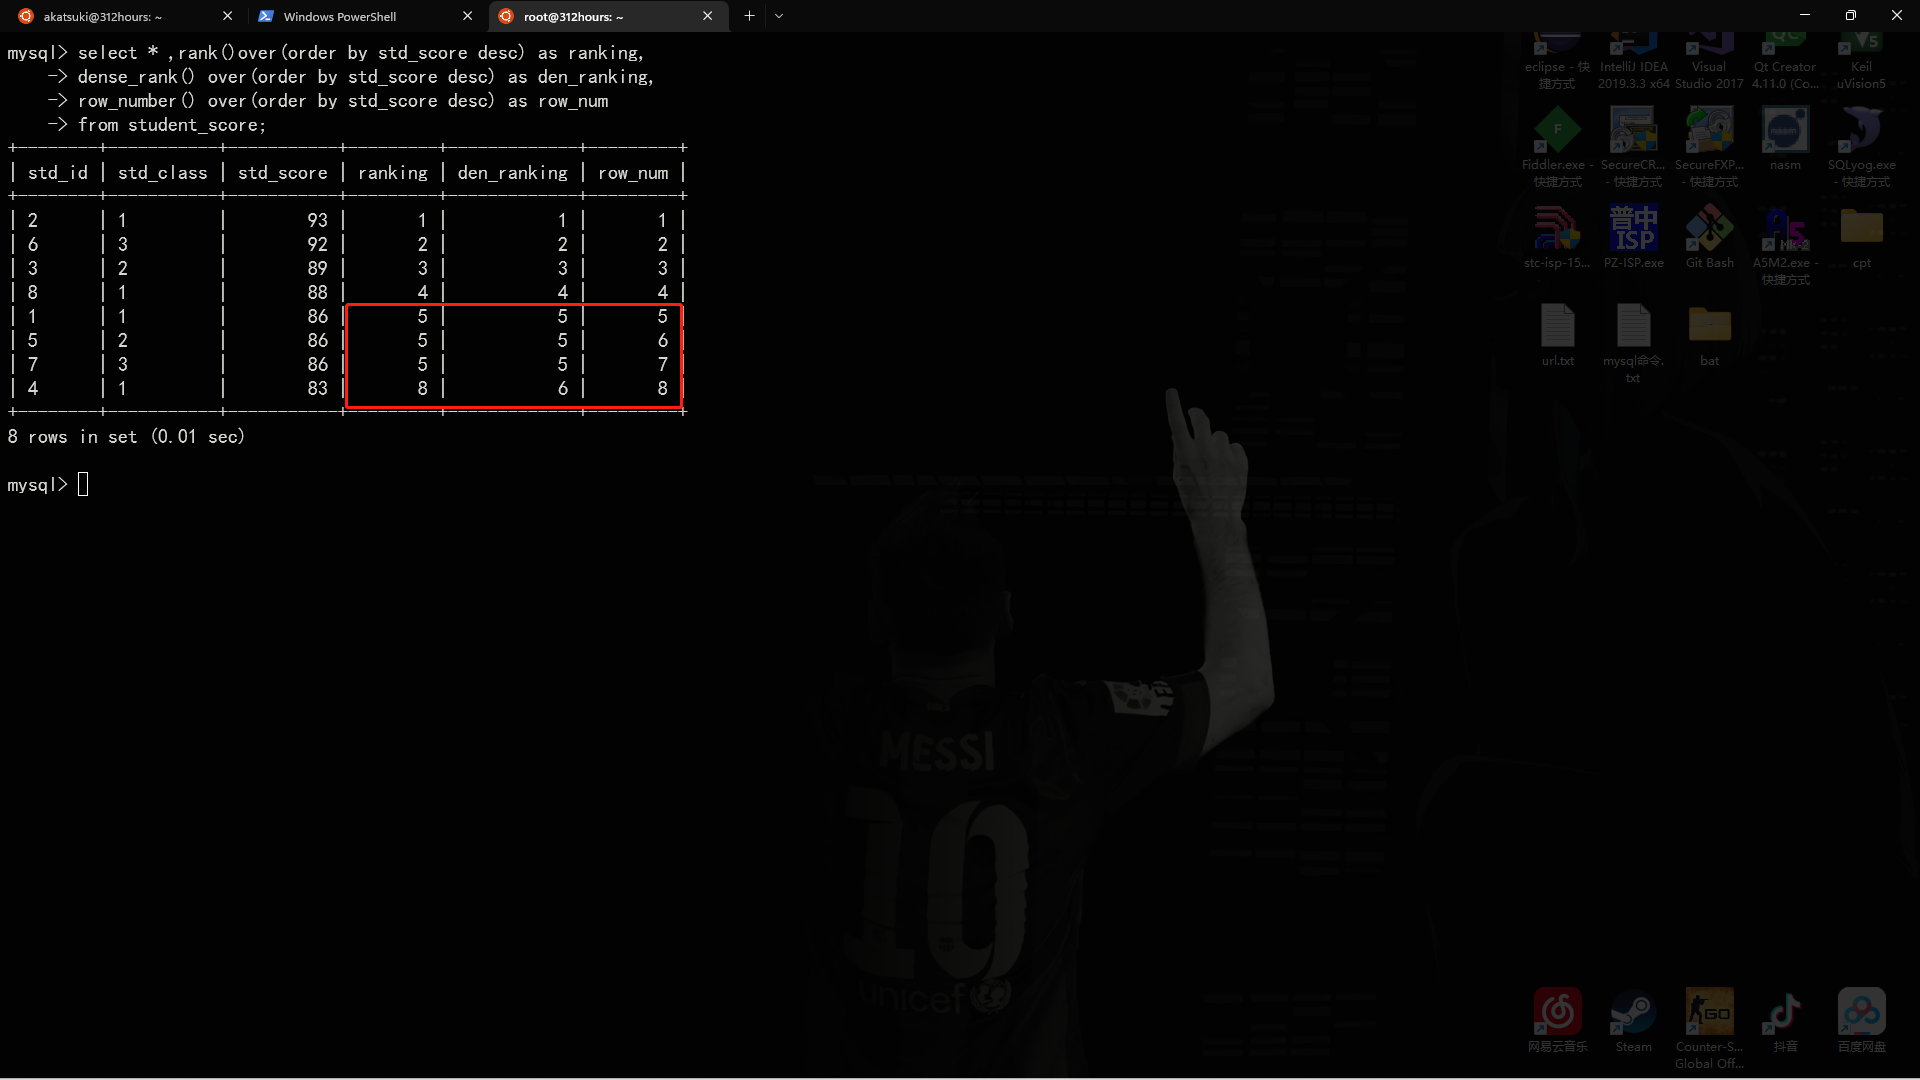 akatsuki@312hours: ~
Windows PowerShell
root@312hours: ~
mysql> select * ,rank()over(order by std_score desc) as ranking,
-> dense_rank() over(order by std_score desc) as den_ranking,
-> row_number() over(order by std_score desc) as row_num
-> from student_score;
+--------+-----------+-----------+---------+-------------+---------+
| std_id | std_class | std_score | ranking | den_ranking | row_num |
+--------+-----------+-----------+---------+-------------+---------+
| 2 | 1 | 93 | 1 | 1 | 1 |
| 6 | 3 | 92 | 2 | 2 | 2 |
| 3 | 2 | 89 | 3 | 3 | 3 |
| 8 | 1 | 88 | 4 | 4 | 4 |
| 1 | 1 | 86 | 5 | 5 | 5 |
| 5 | 2 | 86 | 5 | 5 | 6 |
| 7 | 3 | 86 | 5 | 5 | 7 |
| 4 | 1 | 83 | 8 | 6 | 8 |
+--------+-----------+-----------+---------+-------------+---------+
8 rows in set (0.01 sec)
mysql>
eclipse - 快捷方式
IntelliJ IDEA 2019.3.3 x64
Visual Studio 2017
Qt Creator 4.11.0 (Co...
Keil uVision5
Fiddler.exe - 快捷方式
SecureCR... - 快捷方式
SecureFXP... - 快捷方式
nasm
SQLyog.exe - 快捷方式
普中
ISP
stc-isp-15...
PZ-ISP.exe
Git Bash
A5M2.exe - 快捷方式
cpt
url.txt
mysql命令.txt
bat
MESSI
10
unicef
GO
网易云音乐
Steam
Counter-S... Global Off...
抖音
百度网盘